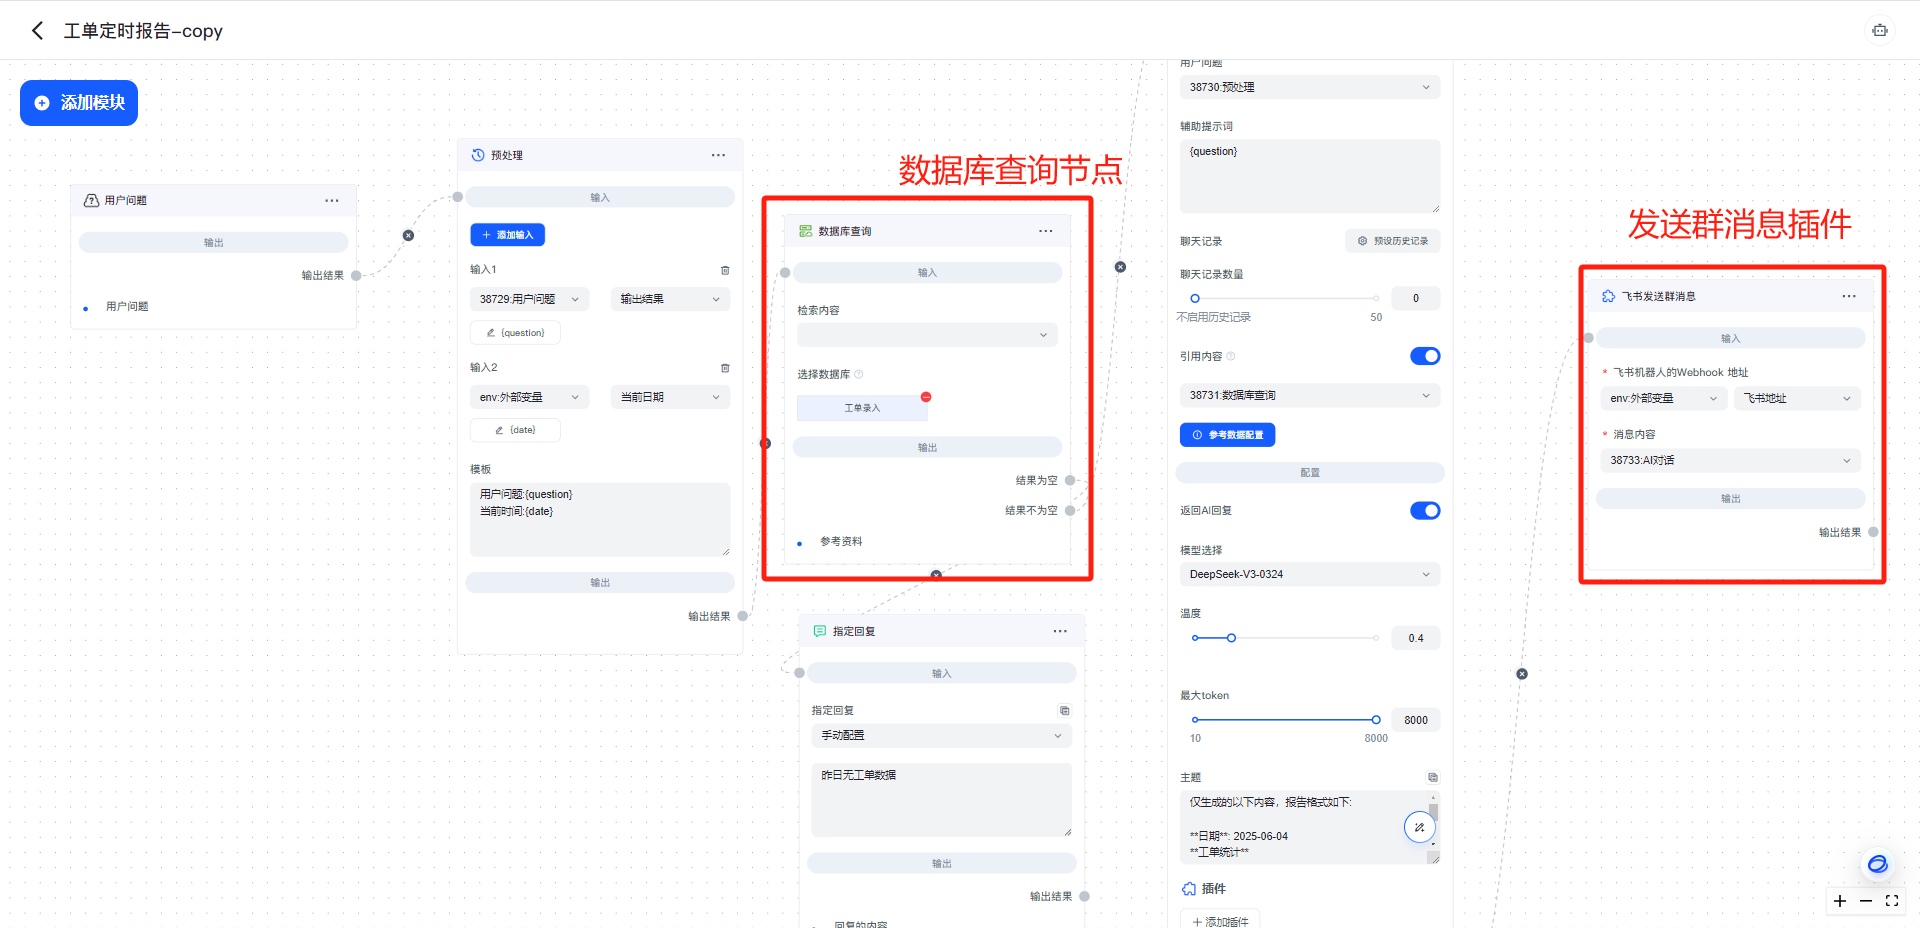 工单定时报告-copy
添加模块
用户问题
输出
输出结果
用户问题
预处理
输入
添加输入
输入1
38729:用户问题
输出结果
{question}
输入2
env:外部变量
当前日期
{date}
模板
用户问题:{question}
当前时间:{date}
输出
输出结果
数据库查询节点
数据库查询
输入
检索内容
选择数据库
工单录入
输出
结果为空
结果不为空
参考资料
指定回复
输入
指定回复
手动配置
昨日无工单数据
输出
输出结果
回复的内容
用户问题
38730:预处理
辅助提示词
{question}
聊天记录
预设历史记录
聊天记录数量
0
不启用历史记录
50
引用内容
38731:数据库查询
参考数据配置
配置
返回AI回复
模型选择
DeepSeek-V3-0324
温度
0.4
最大token
8000
10
8000
主题
仅生成的以下内容，报告格式如下:
**日期**: 2025-06-04
**工单统计**
插件
添加插件
发送群消息插件
飞书发送群消息
输入
* 飞书机器人的Webhook 地址
env:外部变量
飞书地址
* 消息内容
38733:AI对话
输出
输出结果